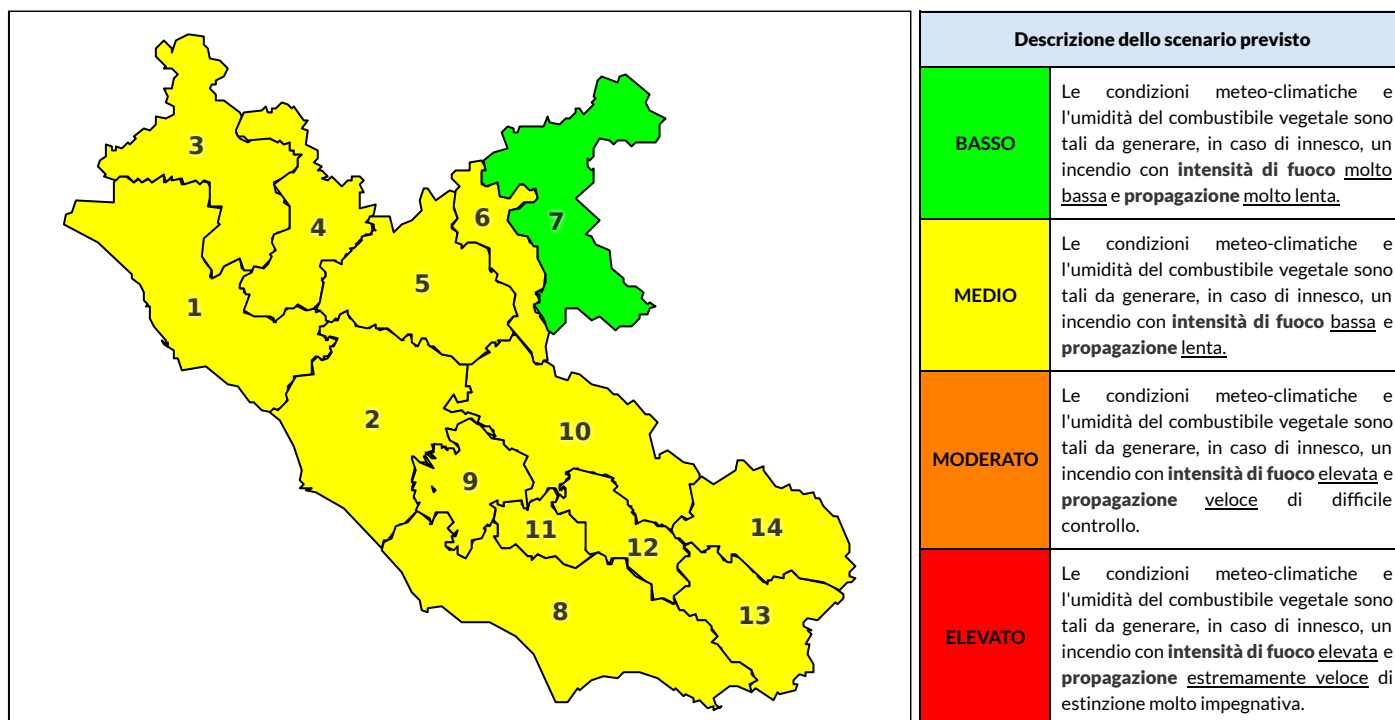 3
4
6
7
5
1
2
10
9
11
12
14
8
13
Descrizione dello scenario previsto
BASSO
Le condizioni meteo-climatiche e
l'umidità del combustibile vegetale sono
tali da generare, in caso di innesco, un
incendio con intensità di fuoco molto
bassa e propagazione molto lenta.
MEDIO
Le condizioni meteo-climatiche e
l'umidità del combustibile vegetale sono
tali da generare, in caso di innesco, un
incendio con intensità di fuoco bassa e
propagazione lenta.
MODERATO
Le condizioni meteo-climatiche e
l'umidità del combustibile vegetale sono
tali da generare, in caso di innesco, un
incendio con intensità di fuoco elevata e
propagazione veloce di difficile
controllo.
ELEVATO
Le condizioni meteo-climatiche e
l'umidità del combustibile vegetale sono
tali da generare, in caso di innesco, un
incendio con intensità di fuoco elevata e
propagazione estremamente veloce di
estinzione molto impegnativa.